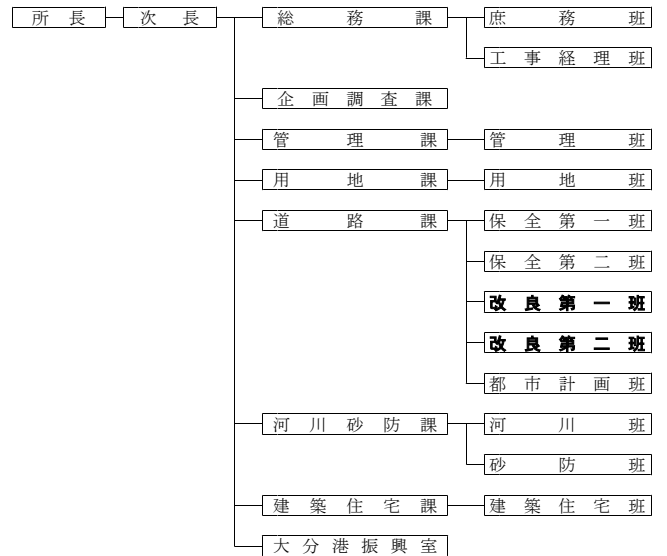 所長 次長 総務課 庶務班
工事経理班
企画調査課
管理課 管理班
用地課 用地班
道路課 保全第一班
保全第二班
改良第一班
改良第二班
都市計画班
河川砂防課 河川班
砂防班
建築住宅課 建築住宅班
大分港振興室